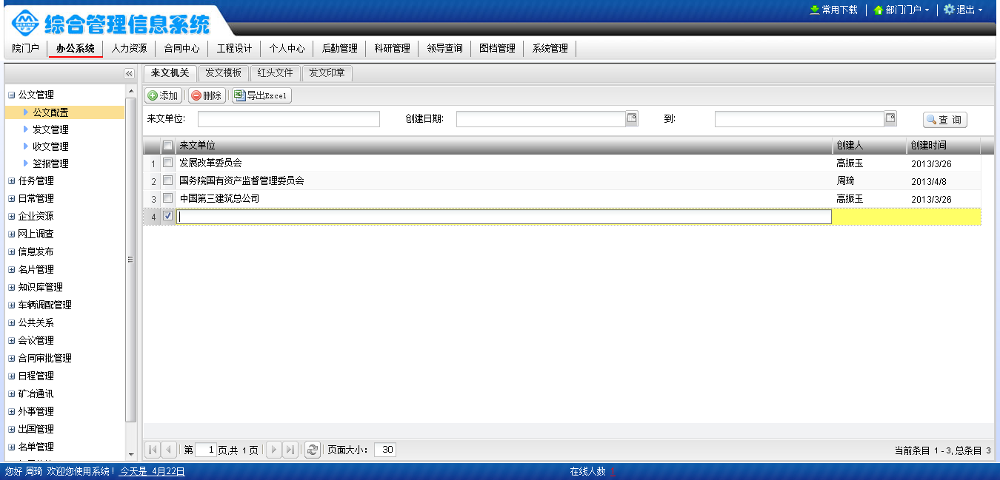 综合管理信息系统
常用下载 部门门户 退出
院门户 办公系统 人力资源 合同中心 工程设计 个人中心 后勤管理 科研管理 领导查询 图档管理 系统管理
来文机关 发文模板 红头文件 发文印章
添加 删除 导出Excel
来文单位: 创建日期: 到: 查 询
公文管理
公文配置
发文管理
收文管理
签报管理
任务管理
日常管理
企业资源
网上调查
信息发布
名片管理
知识库管理
车辆调配管理
公共关系
会议管理
合同审批管理
日程管理
矿冶通讯
外事管理
出国管理
名单管理
来文单位 创建人 创建时间
1 发展改革委员会 高振玉 2013/3/26
2 国务院国有资产监督管理委员会 周琦 2013/4/8
3 中国第三建筑总公司 高振玉 2013/3/26
4
第 1 页,共 1 页 页面大小: 30 当前条目 1 - 3, 总条目 3
您好 周琦 欢迎您使用系统! 今天是 4月22日 在线人数